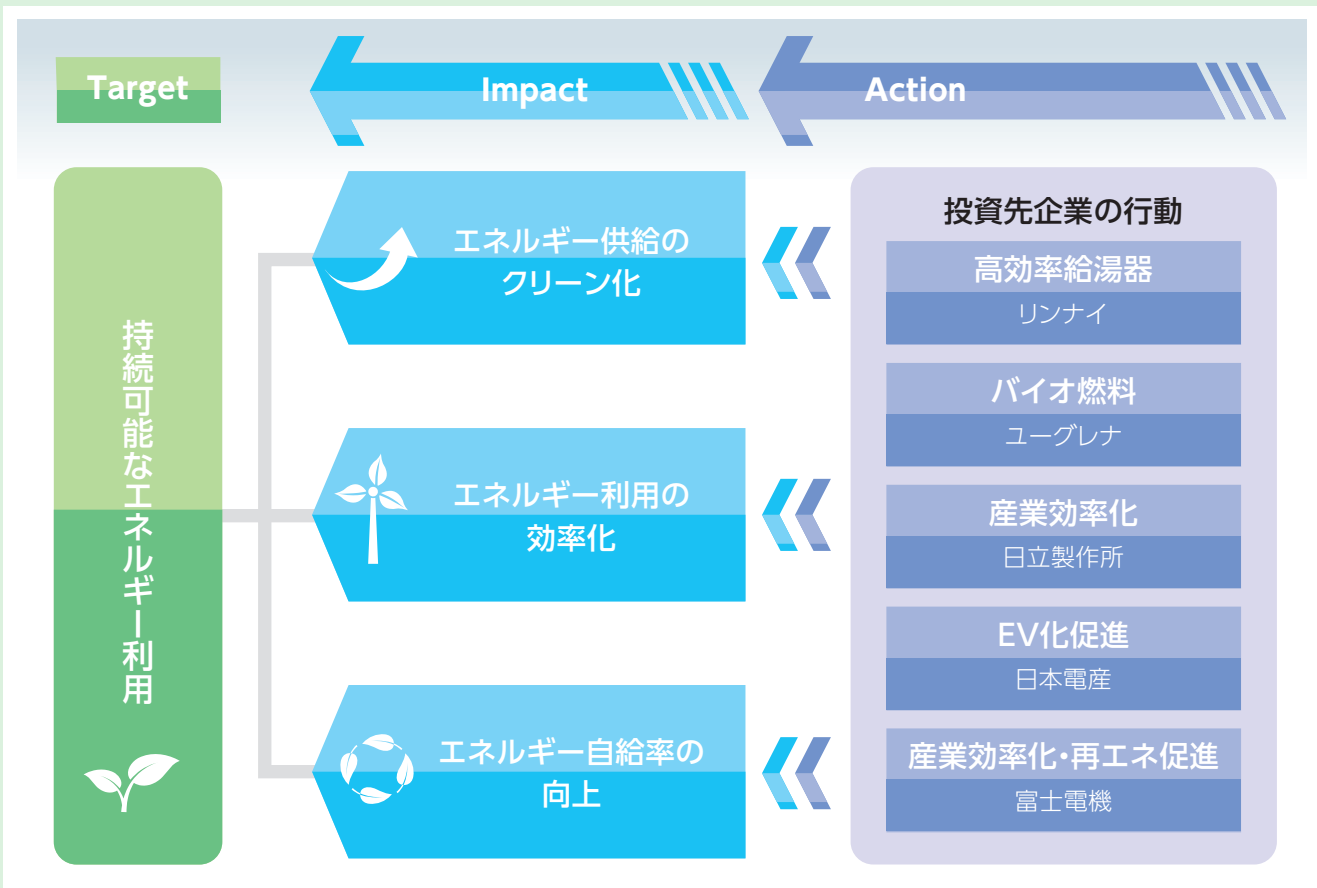 Target
Impact
Action
持続可能なエネルギー利用
エネルギー供給の
クリーン化
エネルギー利用の
効率化
エネルギー自給率の
向上
投資先企業の行動
高効率給湯器
リンナイ
バイオ燃料
ユーグレナ
産業効率化
日立製作所
EV化促進
日本電産
産業効率化・再エネ促進
富士電機